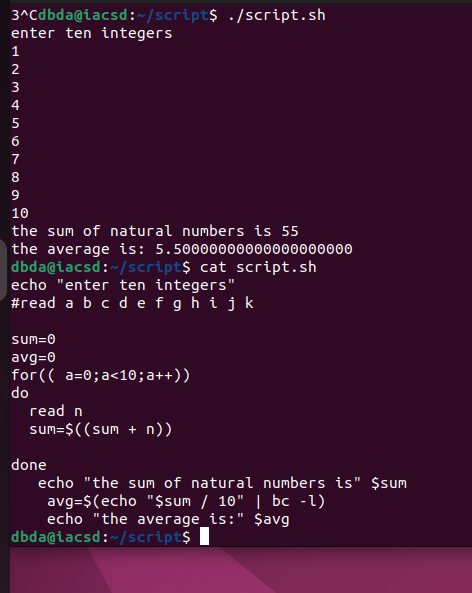 3^Cdbda@iacsd:~/script$ ./script.sh
enter ten integers
1
2
3
4
5
6
7
8
9
10
the sum of natural numbers is 55
the average is: 5.50000000000000000000
dbda@iacsd:~/script$ cat script.sh
echo "enter ten integers"
#read a b c d e f g h i j k
sum=0
avg=0
for(( a=0;a<10;a++))
do
  read n
  sum=$((sum + n))
done
   echo "the sum of natural numbers is" $sum
    avg=$(echo "$sum / 10" | bc -l)
    echo "the average is:" $avg
dbda@iacsd:~/script$